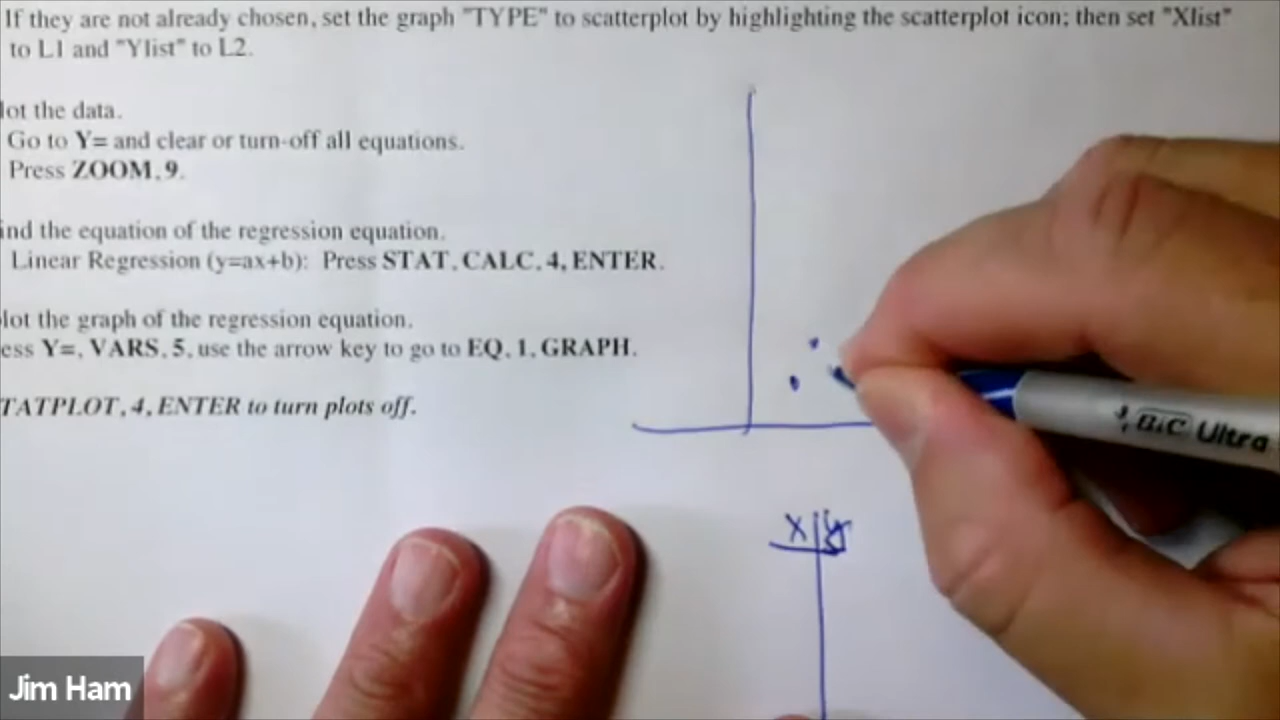 If they are not already chosen, set the graph "TYPE" to scatterplot by highlighting the scatterplot icon; then set "Xlist"
to L1 and "Ylist" to L2.
lot the data.
Go to Y= and clear or turn-off all equations.
Press ZOOM, 9.
ind the equation of the regression equation.
Linear Regression (y=ax+b): Press STAT, CALC, 4, ENTER.
lot the graph of the regression equation.
ess Y=, VARS, 5, use the arrow key to go to EQ, 1, GRAPH.
TATPLOT, 4, ENTER to turn plots off.
BiC Ultra
X y
Jim Ham